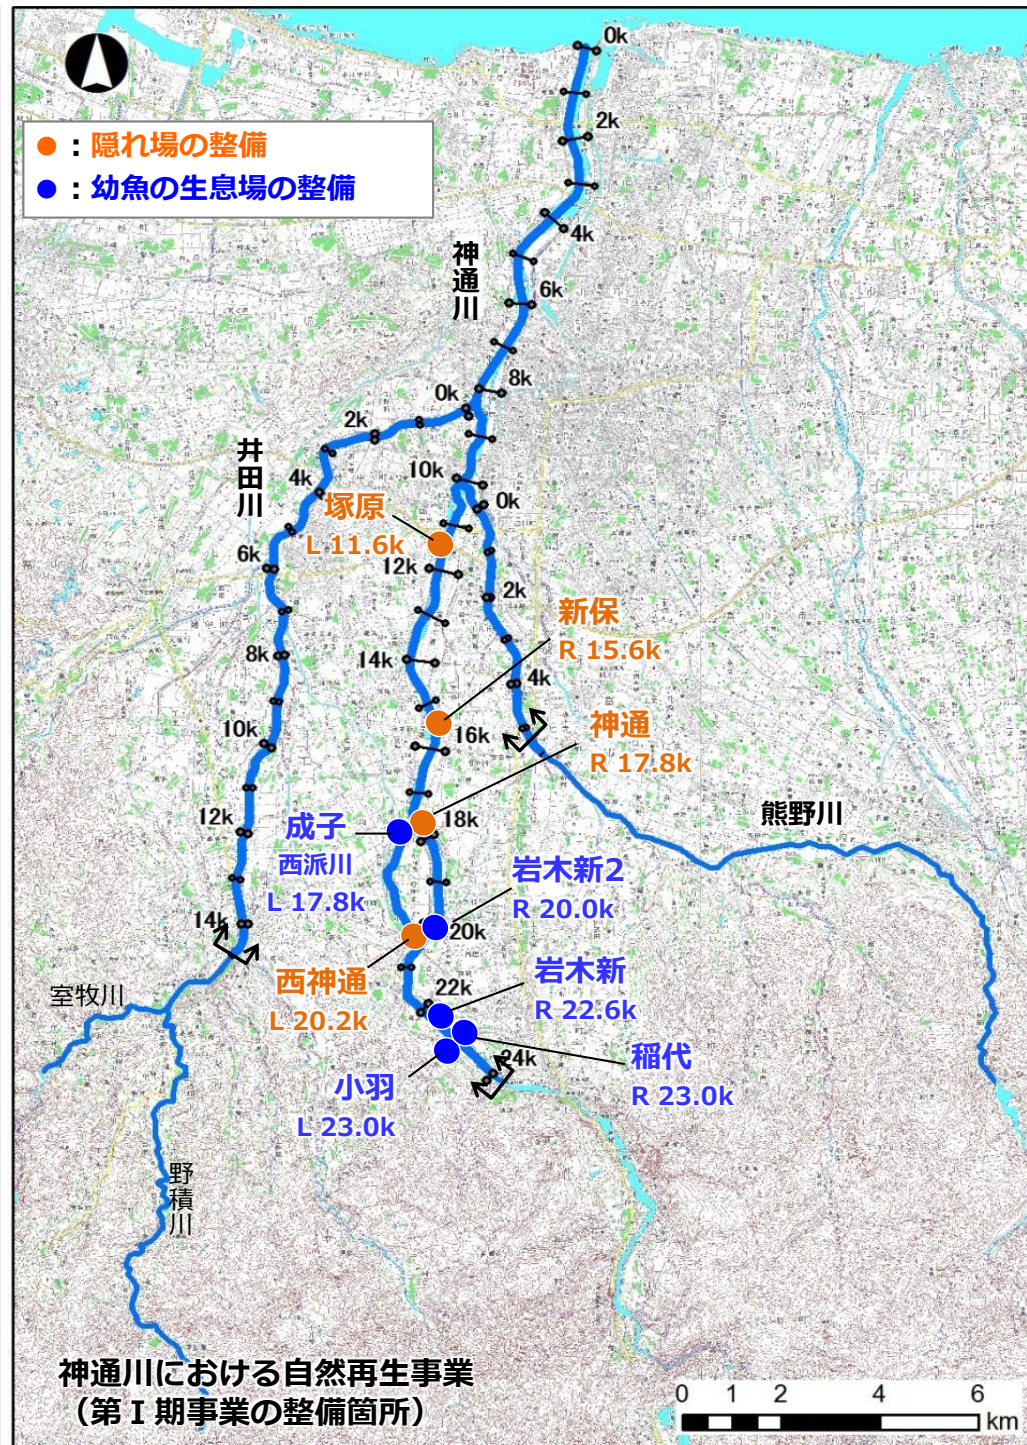 0k
2k
●：隠れ場の整備
●：幼魚の生息場の整備
4k
神通川
6k
8k
0k
2k
井田川
10k
4k
0k
塚原
L 11.6k
6k
12k
2k
新保
R 15.6k
8k
14k
4k
神通
R 17.8k
10k
16k
熊野川
12k
18k
成子
西派川
L 17.8k
岩木新2
R 20.0k
14k
20k
西神通
L 20.2k
岩木新
R 22.6k
室牧川
22k
稲代
R 23.0k
24k
小羽
L 23.0k
野積川
神通川における自然再生事業
（第Ⅰ期事業の整備箇所）
0 1 2 4 6
km